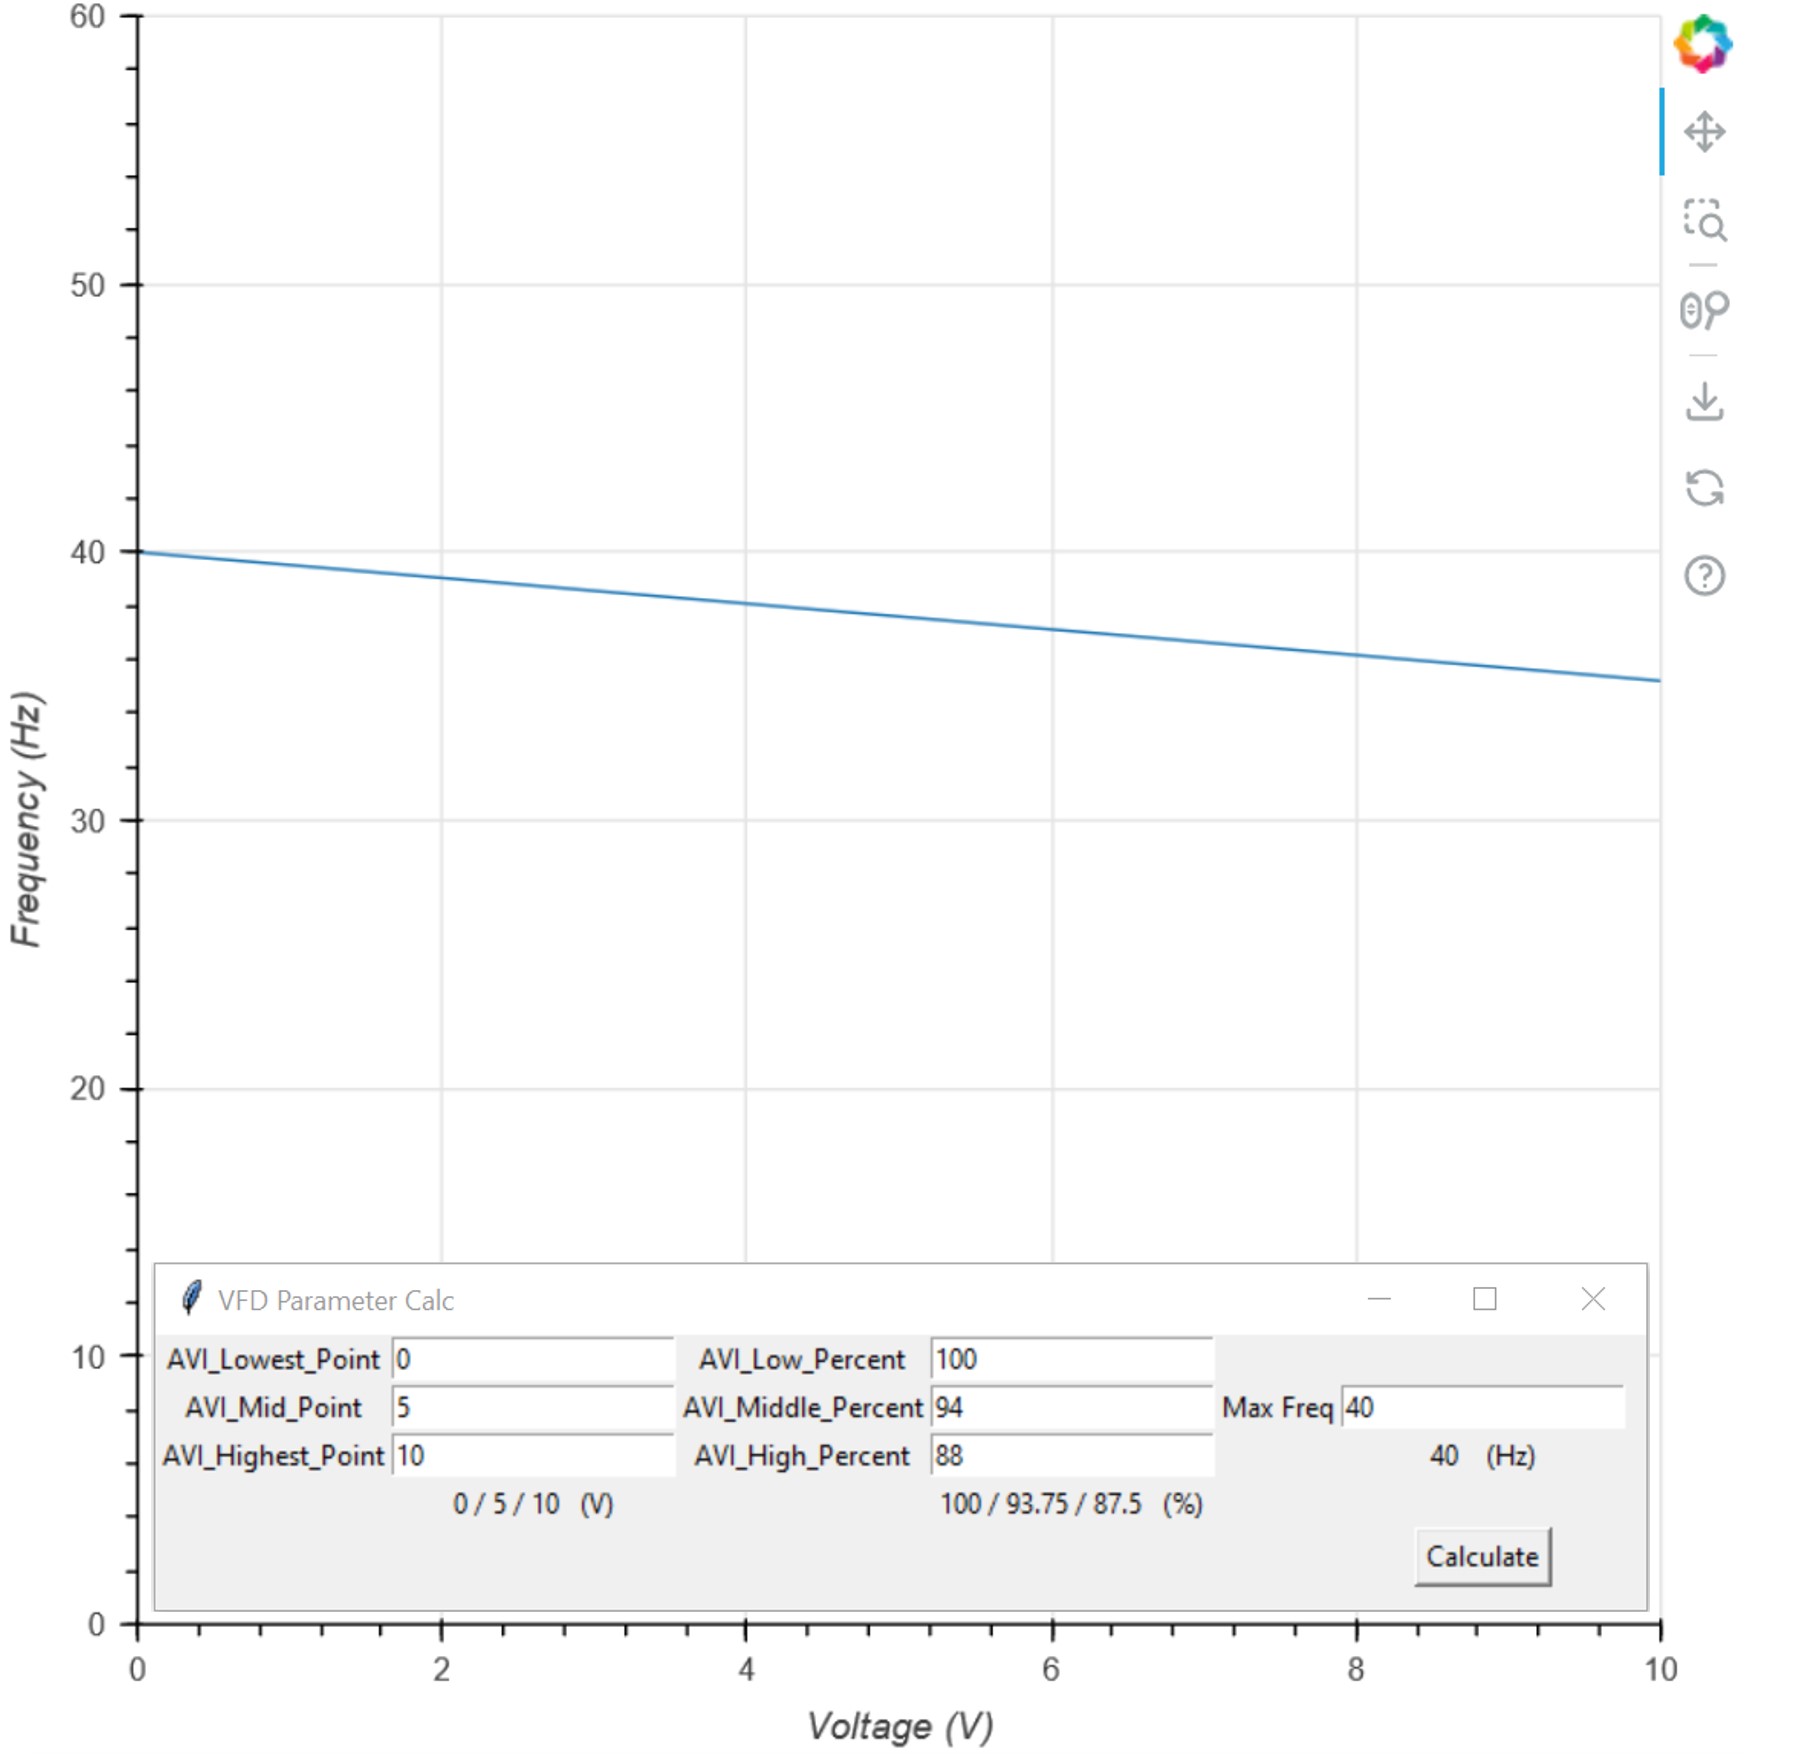 60
50
40
30
20
10
0
Frequency (Hz)
VFD Parameter Calc
AVI_Lowest_Point 0 AVI_Low_Percent 100
AVI_Mid_Point 5 AVI_Middle_Percent 94 Max Freq 40
AVI_Highest_Point 10 AVI_High_Percent 88 40 (Hz)
0 / 5 / 10 (V) 100 / 93.75 / 87.5 (%)
Calculate
0 2 4 6 8 10
Voltage (V)